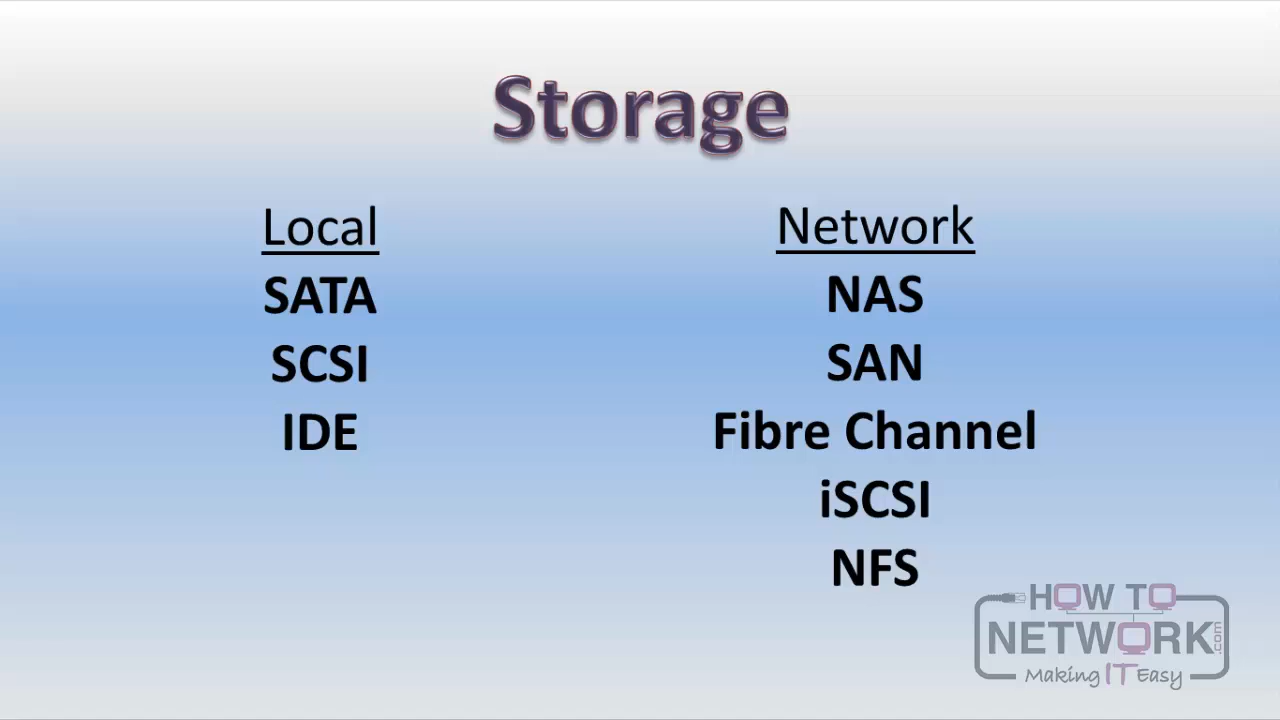 Storage
Local
SATA
SCSI
IDE
Network
NAS
SAN
Fibre Channel
iSCSI
NFS
HOW TO
NETWORK.com
Making IT Easy